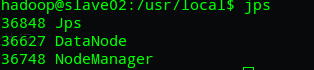 hadoop@slave02:/usr/local$ jps
36848 Jps
36627 DataNode
36748 NodeManager